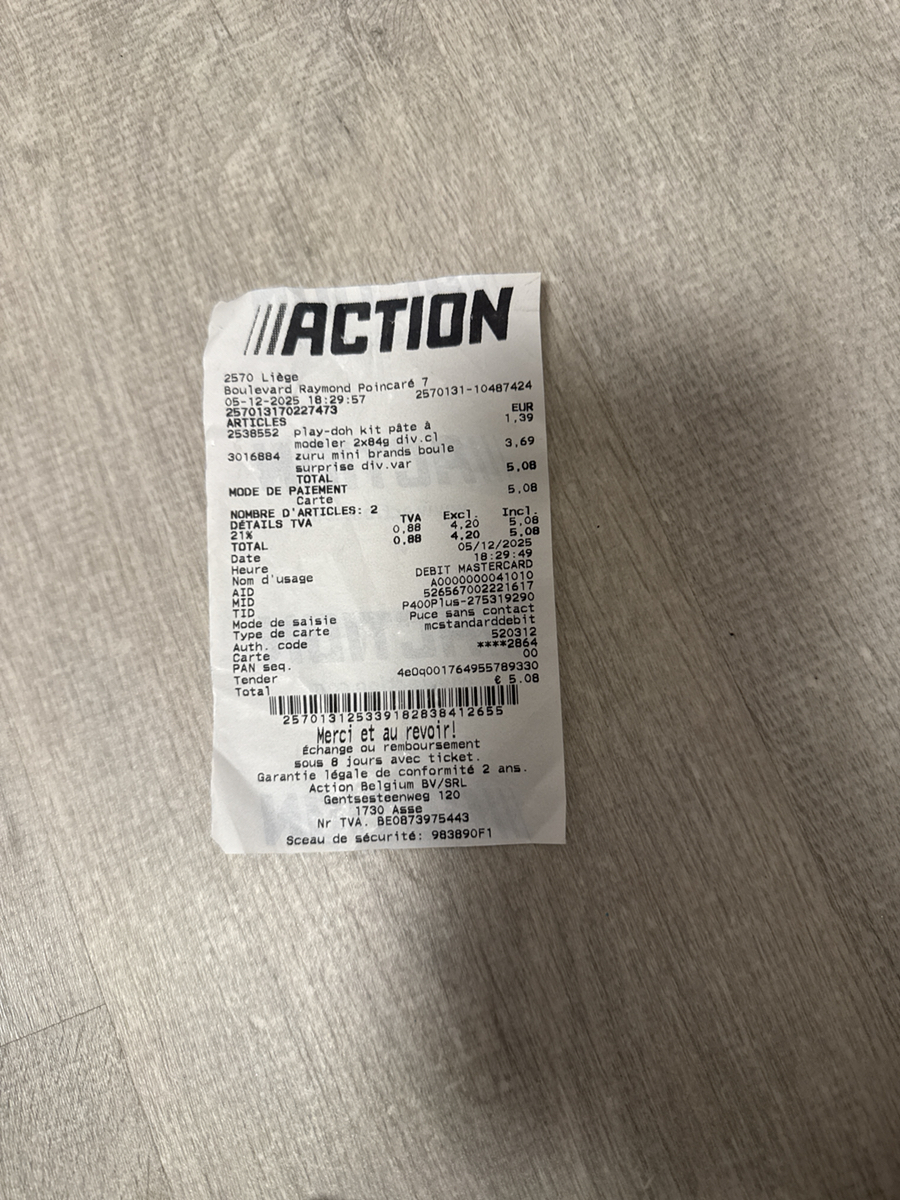 ACTION
2570 Liège
Boulevard Raymond Poincaré 7
05-12-2025 18:29:57 2570131-10487424
257013170227473
ARTICLES EUR
2538552 play-doh kit pâte à 1,39
modeler 2x84g div.cl
3016884 zuru mini brands boule 3,69
surprise div.var
TOTAL 5,08
MODE DE PAIEMENT
Carte 5,08
NOMBRE D'ARTICLES: 2
DÉTAILS TVA TVA Excl. Incl.
21% 0,88 4,20 5,08
TOTAL 0,88 4,20 5,08
Date 05/12/2025
Heure 18:29:49
Nom d'usage DEBIT MASTERCARD
AID A0000000041010
MID 526567002221617
TID P400Plus-275319290
Mode de saisie Puce sans contact
Type de carte mcstandarddebit
Auth. code 520312
Carte ****2864
PAN seq. 00
Tender 4eDq001764955789330
Total € 5.08
2570131253391828384126​55
Merci et au revoir!
Échange ou remboursement
sous 8 jours avec ticket.
Garantie légale de conformité 2 ans.
Action Belgium BV/SRL
Gentsesteenweg 120
1730 Asse
Nr TVA. BE0873975443
Sceau de sécurité: 983890F1